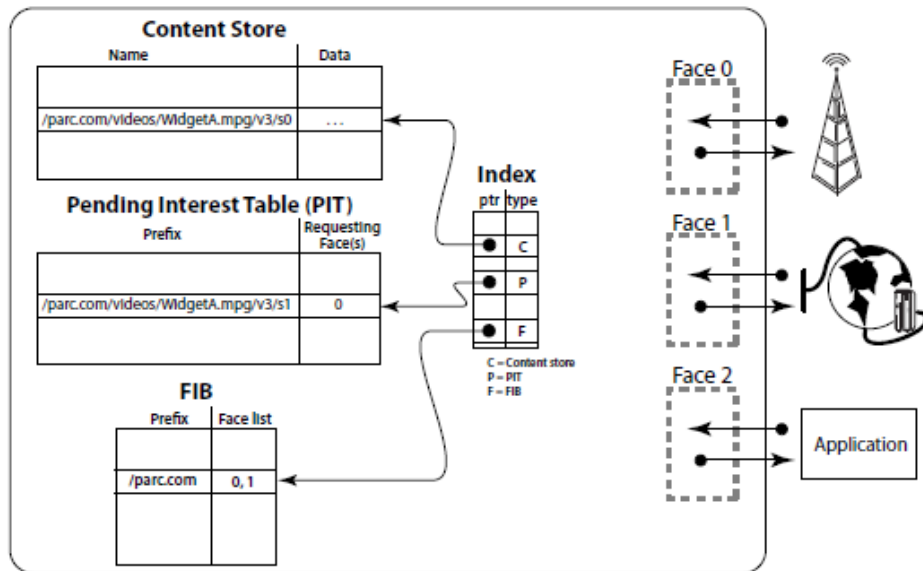 Content Store
Name Data
/parc.com/videos/WidgetA.mpg/v3/s0 ...
Pending Interest Table (PIT)
Prefix Requesting Face(s)
/parc.com/videos/WidgetA.mpg/v3/s1 0
FIB
Prefix Face list
/parc.com 0, 1
Index
ptr type
C
P
F
C = Content store
P = PIT
F = FIB
Face 0
Face 1
Face 2
Application